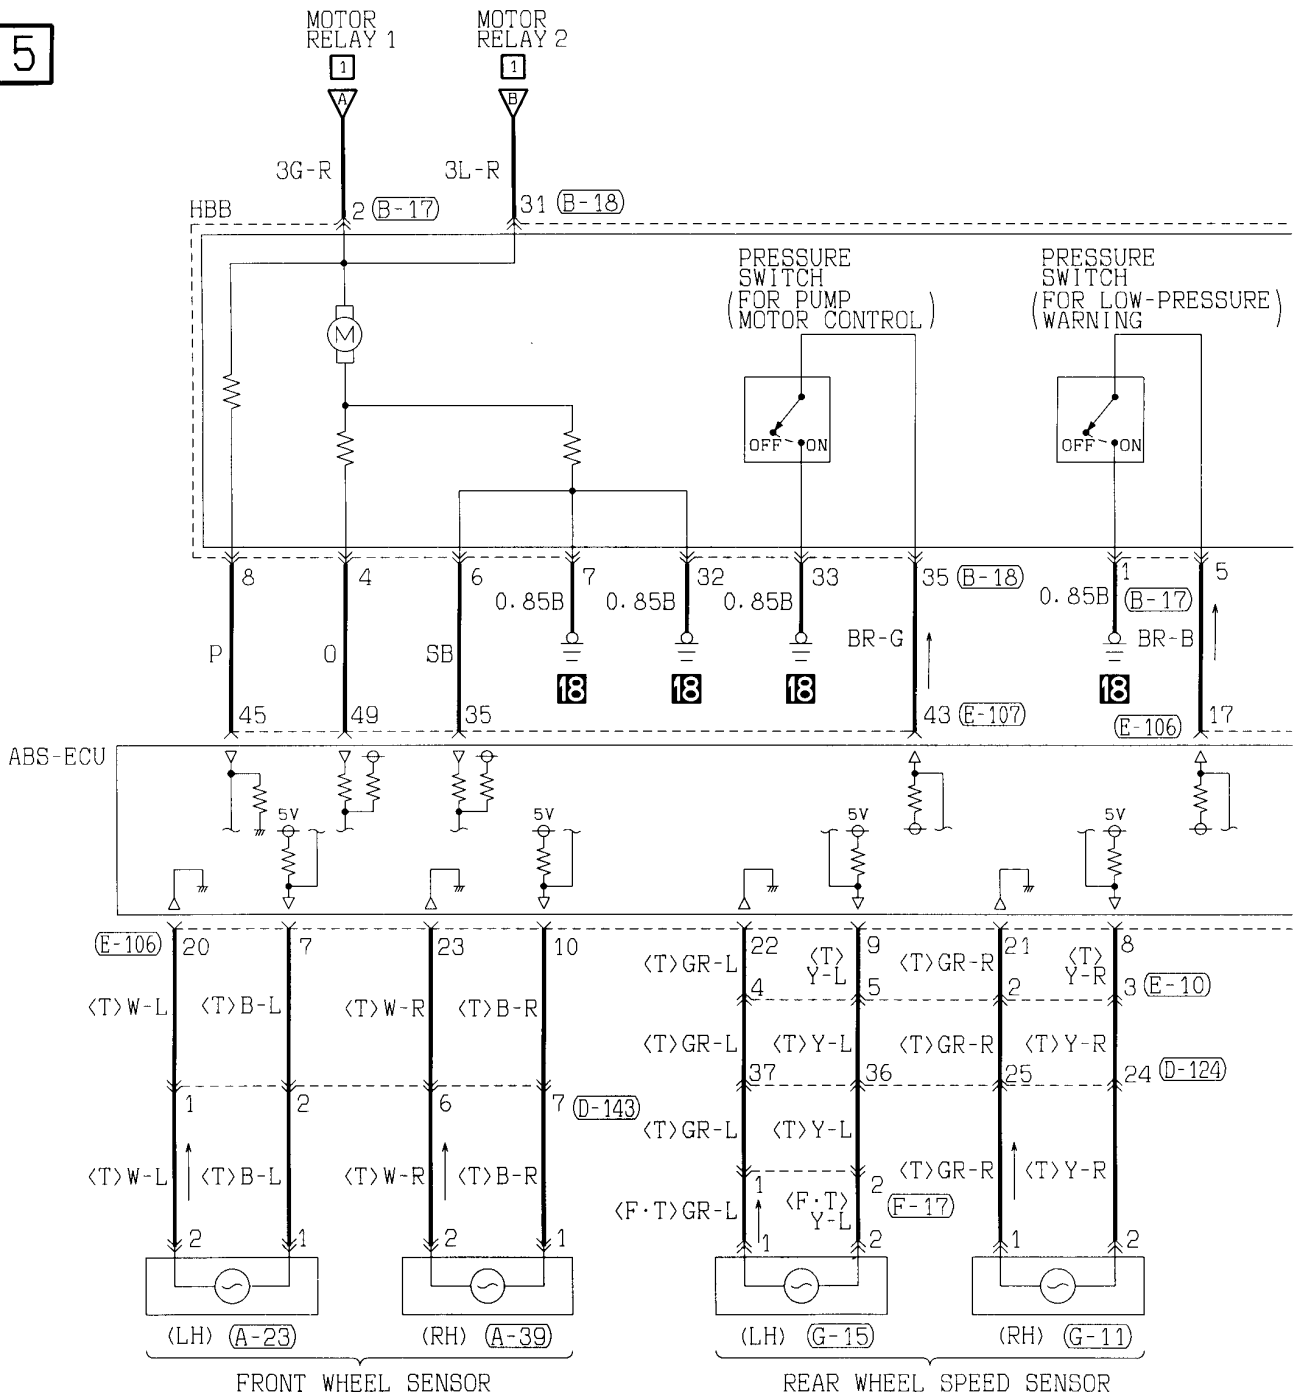 5
MOTOR
RELAY 1
1
A
MOTOR
RELAY 2
1
B
3G-R
3L-R
HBB
2 B-17
31 B-18
PRESSURE
SWITCH
(FOR PUMP
MOTOR CONTROL)
PRESSURE
SWITCH
(FOR LOW-PRESSURE
WARNING)
M
OFF ON
OFF ON
8 4 6 7 32 33 35 B-18 1 5
0.85B 0.85B 0.85B 0.85B B-17
P O SB BR-G BR-B
18 18 18 18
45 49 35 43 E-107 E-106 17
ABS-ECU
5V 5V 5V 5V
E-106 20 7 23 10 22 9 21 8
<T>GR-L <T>
Y-L <T>GR-R <T>
Y-R
4 5 2 3 E-10
<T>W-L <T>B-L <T>W-R <T>B-R
<T>GR-L <T>Y-L <T>GR-R <T>Y-R
37 36 25 24 D-124
1 2 6 7 D-143
<T>GR-L <T>Y-L
<T>W-L <T>B-L <T>W-R <T>B-R <T>GR-R <T>Y-R
1 2 F-17
<F·T>GR-L <F·T>
Y-L
2 1 2 1 1 2 1 2
(LH) A-23 (RH) A-39 (LH) G-15 (RH) G-11
FRONT WHEEL SENSOR
REAR WHEEL SPEED SENSOR